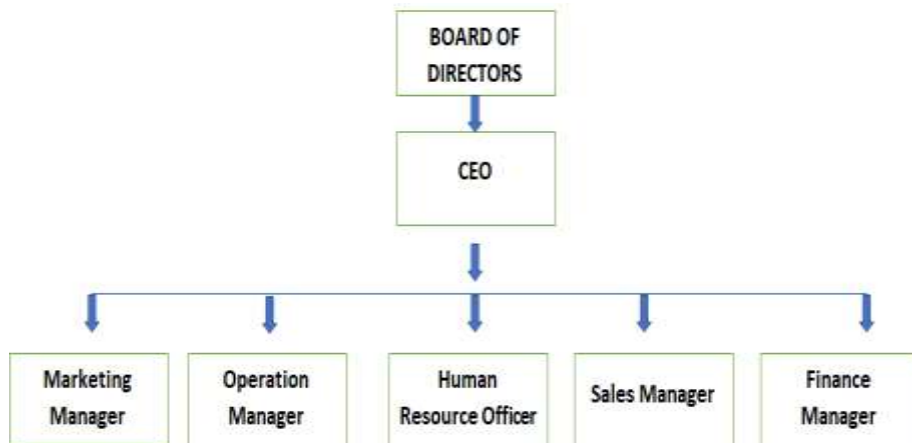 BOARD OF
DIRECTORS
CEO
Marketing
Manager
Operation
Manager
Human
Resource Officer
Sales Manager
Finance
Manager